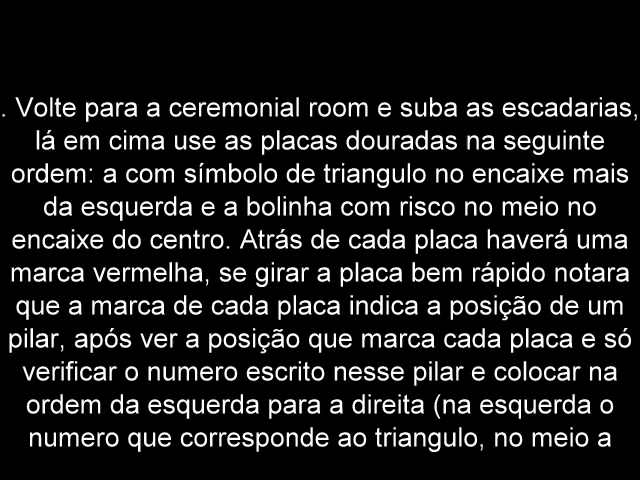 . Volte para a ceremonial room e suba as escadarias,
lá em cima use as placas douradas na seguinte
ordem: a com símbolo de triangulo no encaixe mais
da esquerda e a bolinha com risco no meio no
encaixe do centro. Atrás de cada placa haverá uma
marca vermelha, se girar a placa bem rápido notara
que a marca de cada placa indica a posição de um
pilar, após ver a posição que marca cada placa e só
verificar o numero escrito nesse pilar e colocar na
ordem da esquerda para a direita (na esquerda o
numero que corresponde ao triangulo, no meio a